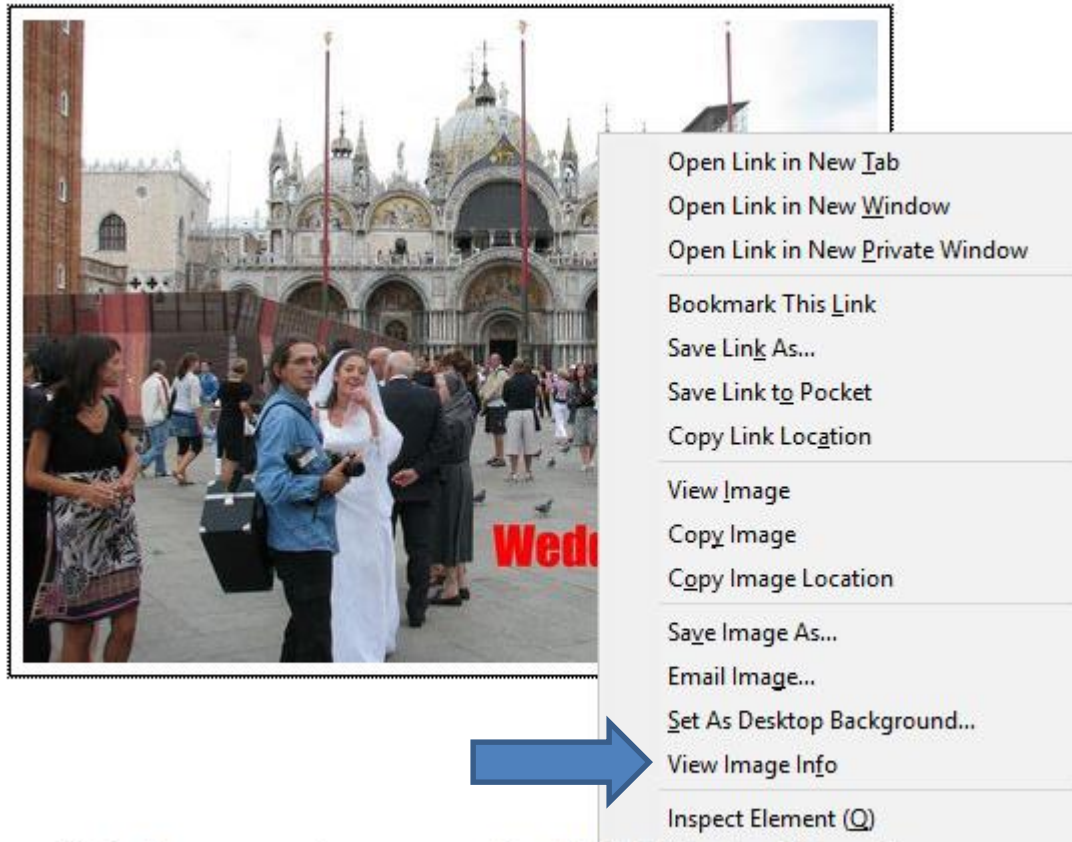 Open Link in New Tab
Open Link in New Window
Open Link in New Private Window
Bookmark This Link
Save Link As...
Save Link to Pocket
Copy Link Location
View Image
Copy Image
Copy Image Location
Save Image As...
Email Image...
Set As Desktop Background...
View Image Info
Inspect Element (Q)